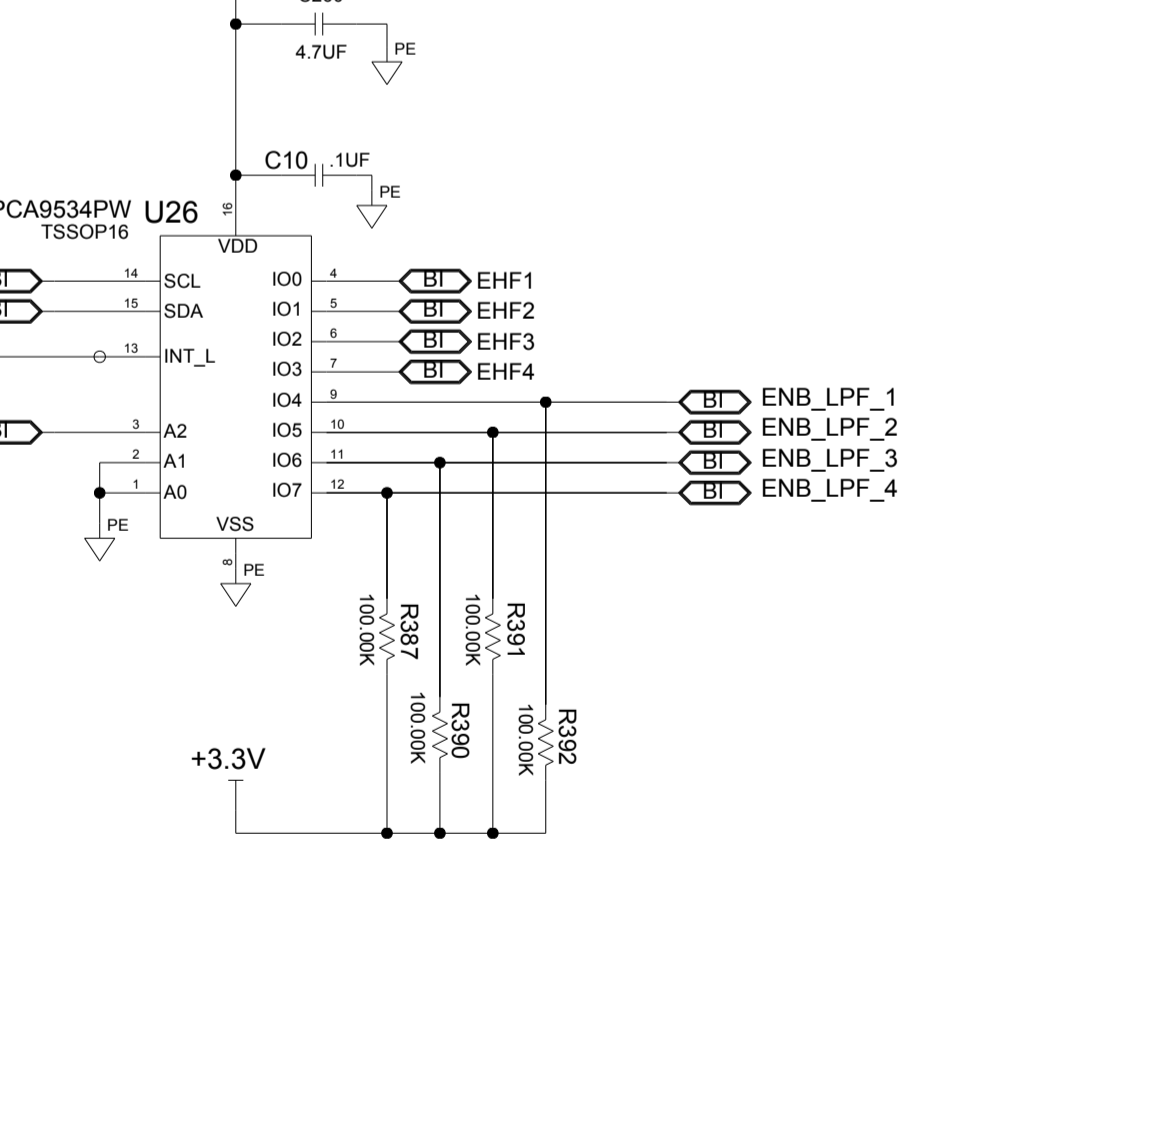 4.7UF
PE
C10 .1UF
PE
PCA9534PW U26
TSSOP16
16
VDD
14 SCL IO0 4 BI EHF1
15 SDA IO1 5 BI EHF2
IO2 6 BI EHF3
13 INT_L IO3 7 BI EHF4
IO4 9 BI ENB_LPF_1
3 A2 IO5 10 BI ENB_LPF_2
2 A1 IO6 11 BI ENB_LPF_3
1 A0 IO7 12 BI ENB_LPF_4
PE
VSS
8 PE
100.00K R387
100.00K R391
100.00K R390
100.00K R392
+3.3V